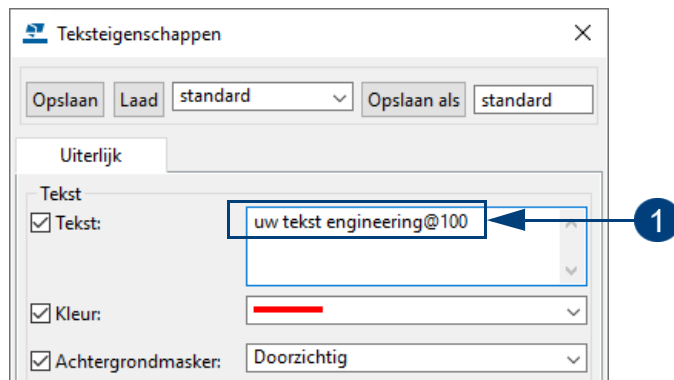 Teksteigenschappen
Opslaan Laad standard Opslaan als standard
Uiterlijk
Tekst
Tekst: uw tekst engineering@100 1
Kleur:
Achtergrondmasker: Doorzichtig